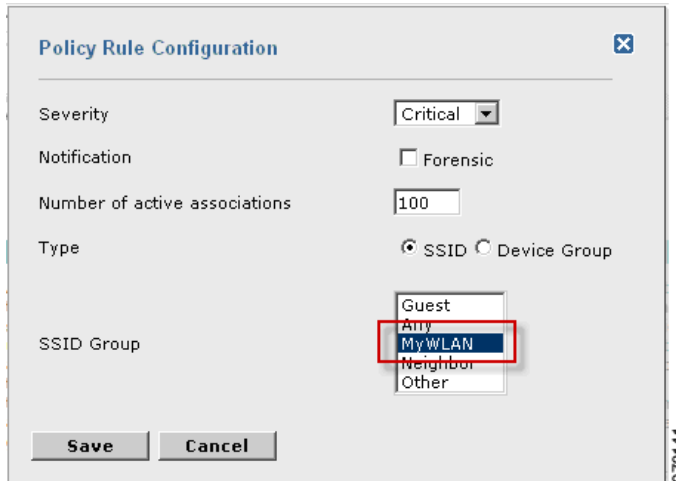 Policy Rule Configuration
Severity
Critical
Notification
Forensic
Number of active associations
100
Type
SSID
Device Group
SSID Group
Guest
Any
MyWLAN
Neighbor
Other
Save
Cancel